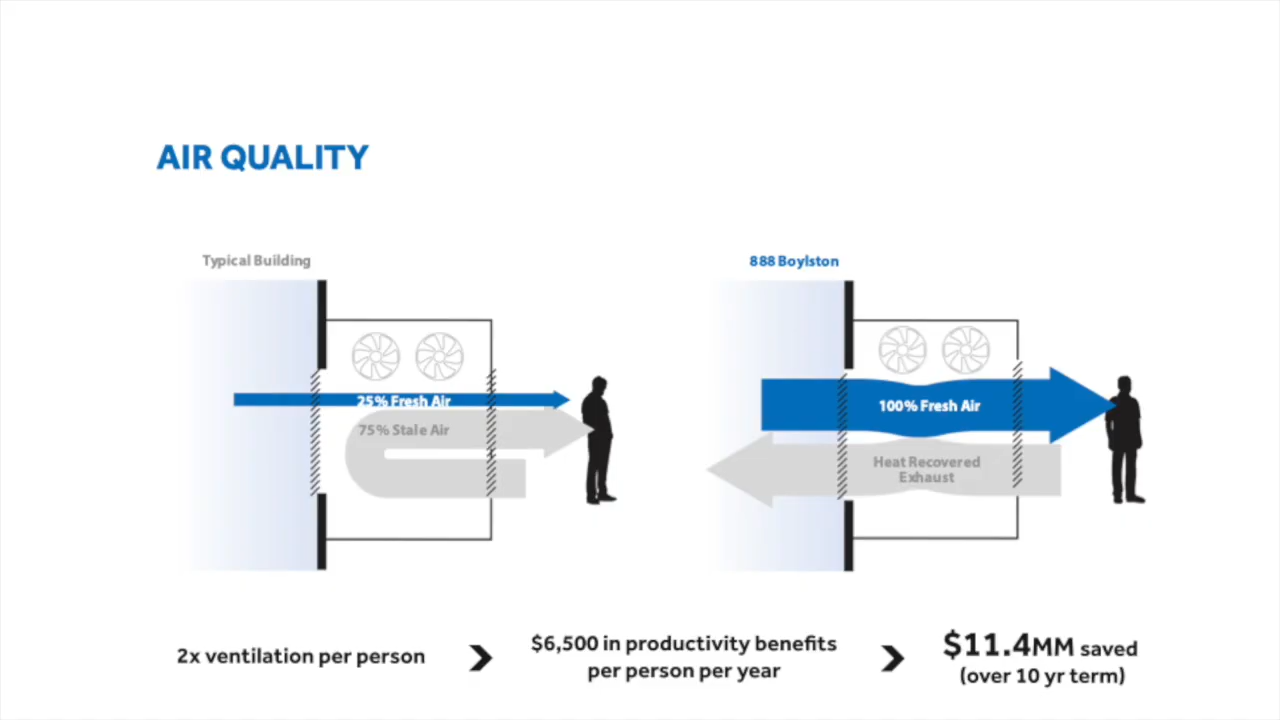 AIR QUALITY
Typical Building
25% Fresh Air
75% Stale Air
888 Boylston
100% Fresh Air
Heat Recovered
Exhaust
2x ventilation per person
$6,500 in productivity benefits
per person per year
$11.4MM saved
(over 10 yr term)